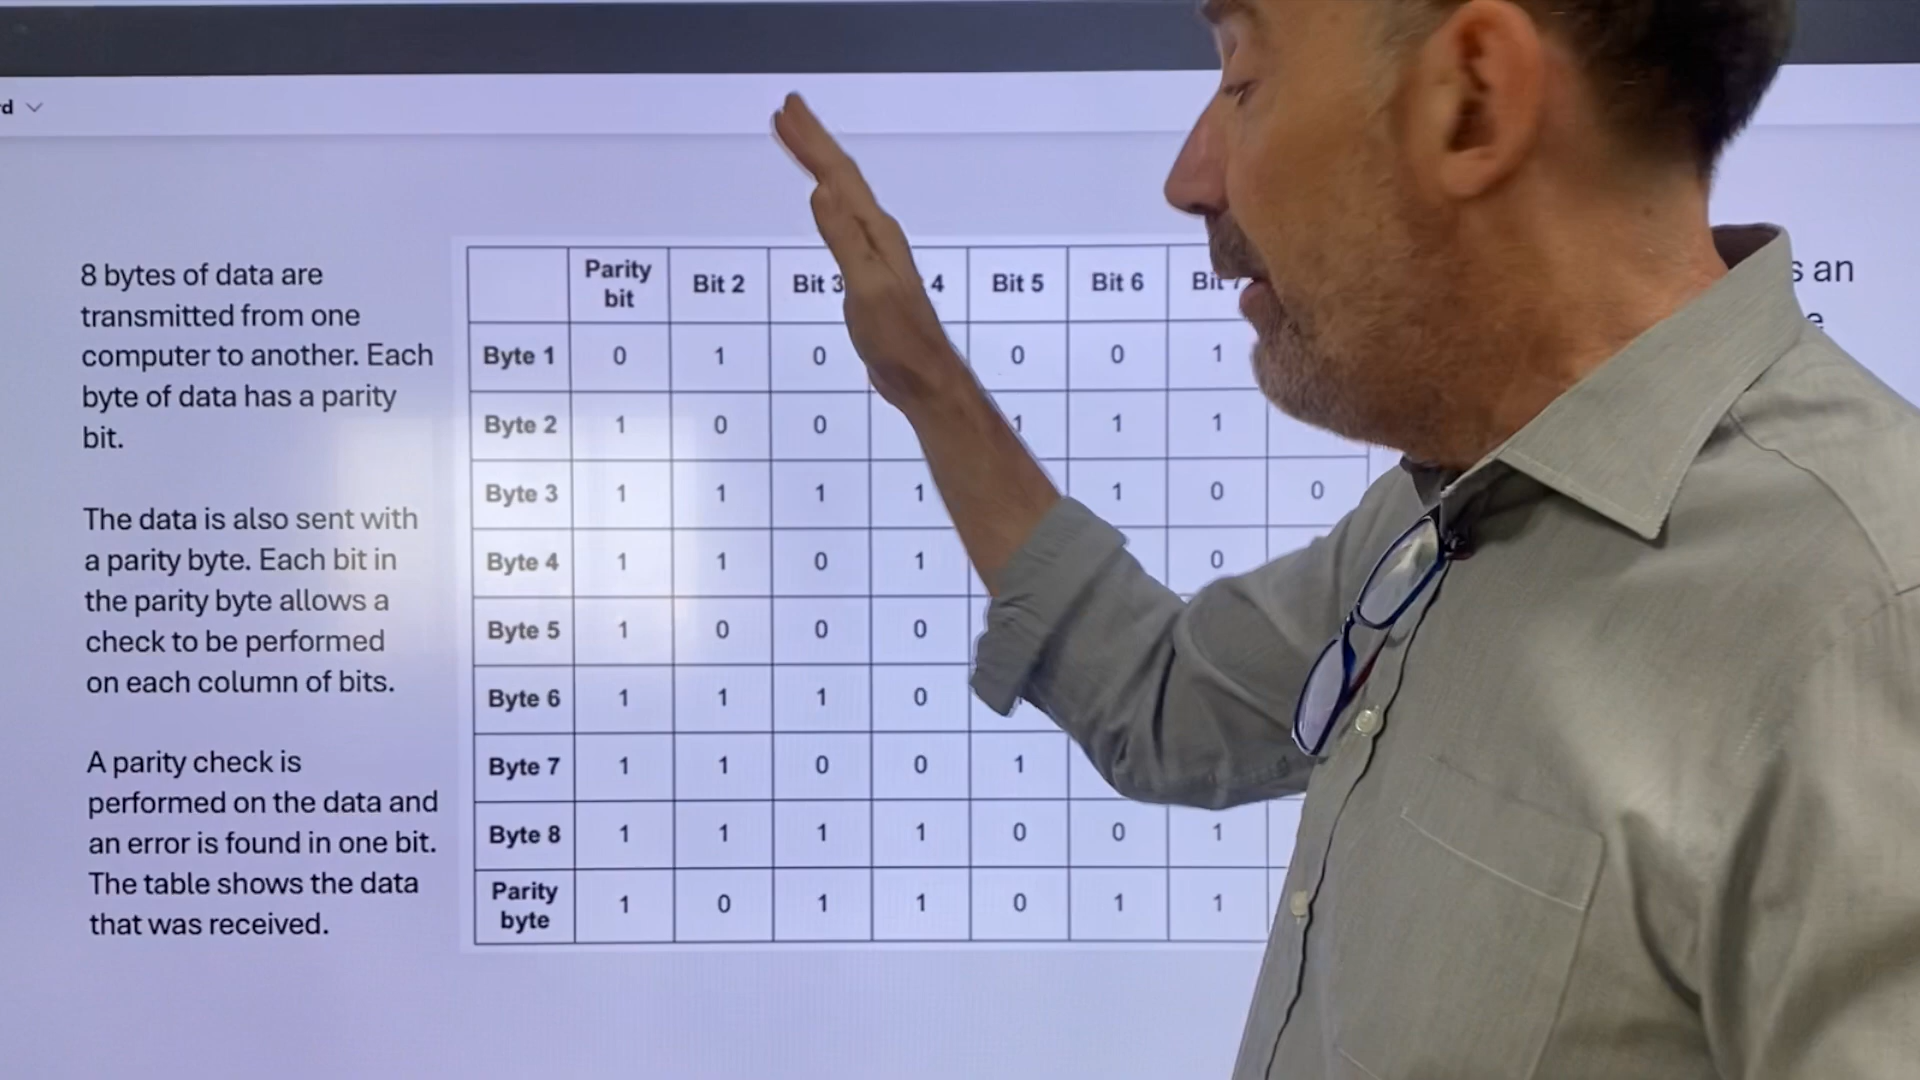 d
8 bytes of data are
transmitted from one
computer to another. Each
byte of data has a parity
bit.
The data is also sent with
a parity byte. Each bit in
the parity byte allows a
check to be performed
on each column of bits.
A parity check is
performed on the data and
an error is found in one bit.
The table shows the data
that was received.
Parity bit Bit 2 Bit 3 4 Bit 5 Bit 6 Bit 7
Byte 1 0 1 0 0 0 1
Byte 2 1 0 0 1 1 1
Byte 3 1 1 1 1 1 0 0
Byte 4 1 1 0 1 0
Byte 5 1 0 0 0
Byte 6 1 1 1 0
Byte 7 1 1 0 0 1
Byte 8 1 1 1 1 0 0 1
Parity byte 1 0 1 1 0 1 1
s an